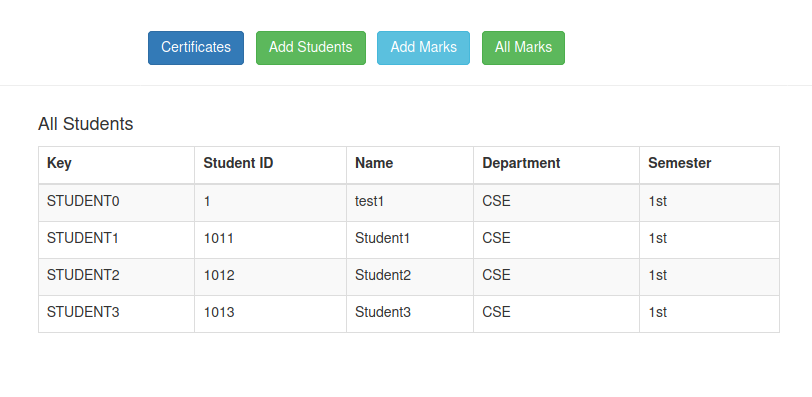 Certificates Add Students Add Marks All Marks
All Students
Key Student ID Name Department Semester
STUDENT0 1 test1 CSE 1st
STUDENT1 1011 Student1 CSE 1st
STUDENT2 1012 Student2 CSE 1st
STUDENT3 1013 Student3 CSE 1st